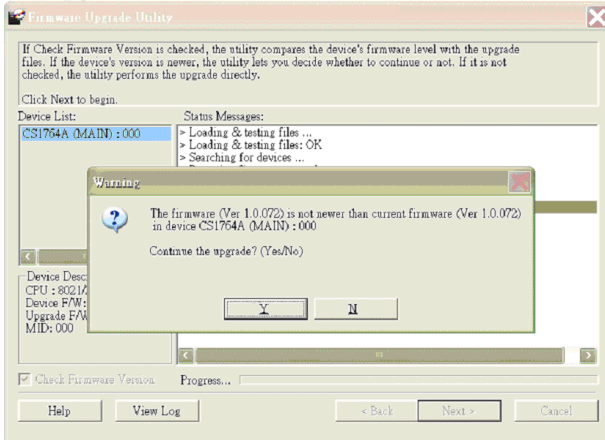 Firmware Upgrade Utility
If Check Firmware Version is checked, the utility compares the device's firmware level with the upgrade
files. If the device's version is newer, the utility lets you decide whether to continue or not. If it is not
checked, the utility performs the upgrade directly.
Click Next to begin.
Device List:
Status Messages:
CS1764A (MAIN) : 000
> Loading & testing files ...
> Loading & testing files: OK
> Searching for devices ...
Warning
The firmware (Ver 1.0.072) is not newer than current firmware (Ver 1.0.072)
in device CS1764A (MAIN) : 000
Continue the upgrade? (Yes/No)
Y
N
Device Desc
CPU : 8021/
Device F/W:
Upgrade F/W
MID: 000
Check Firmware Version
Progress...
Help
View Log
< Back
Next >
Cancel